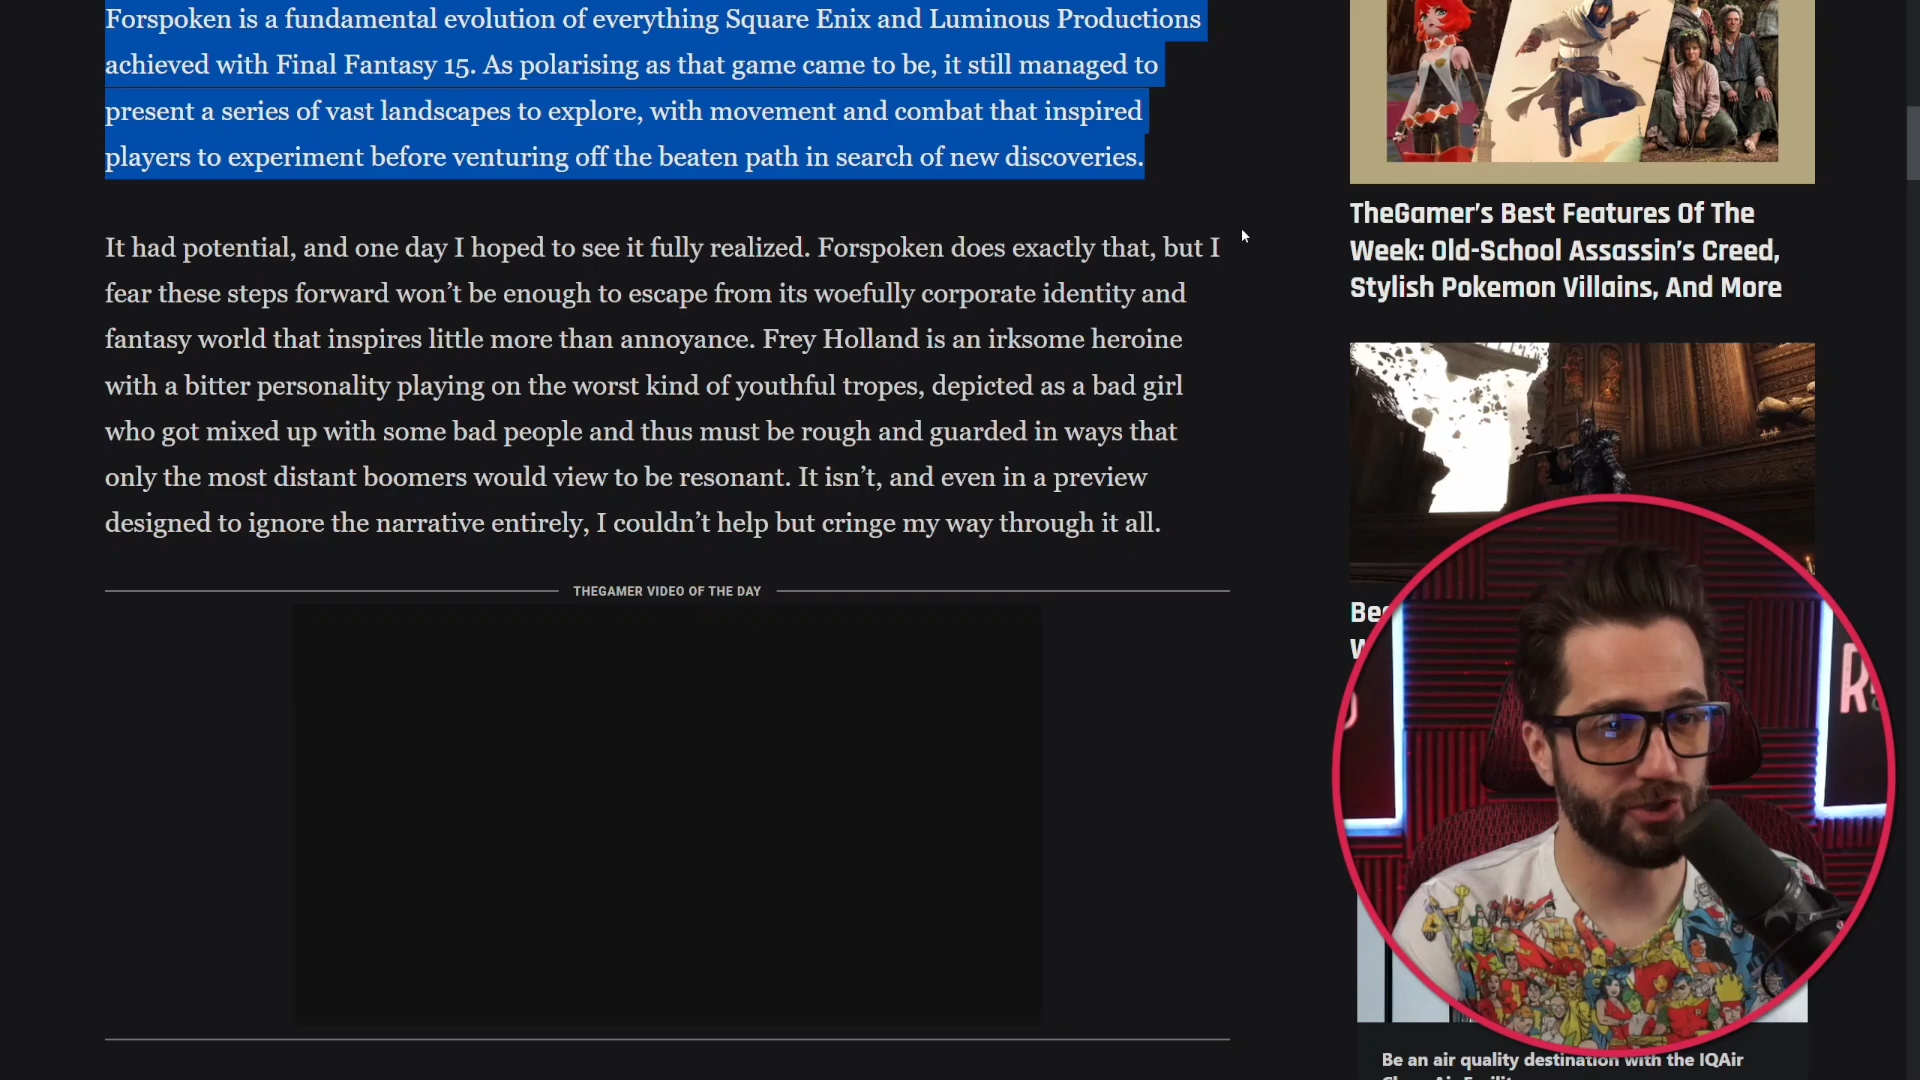 Forspoken is a fundamental evolution of everything Square Enix and Luminous Productions
achieved with Final Fantasy 15. As polarising as that game came to be, it still managed to
present a series of vast landscapes to explore, with movement and combat that inspired
players to experiment before venturing off the beaten path in search of new discoveries.
It had potential, and one day I hoped to see it fully realized. Forspoken does exactly that, but I
fear these steps forward won’t be enough to escape from its woefully corporate identity and
fantasy world that inspires little more than annoyance. Frey Holland is an irksome heroine
with a bitter personality playing on the worst kind of youthful tropes, depicted as a bad girl
who got mixed up with some bad people and thus must be rough and guarded in ways that
only the most distant boomers would view to be resonant. It isn’t, and even in a preview
designed to ignore the narrative entirely, I couldn’t help but cringe my way through it all.
THEGAMER VIDEO OF THE DAY
TheGamer’s Best Features Of The
Week: Old-School Assassin’s Creed,
Stylish Pokemon Villains, And More
Be an air quality destination with the IQAir